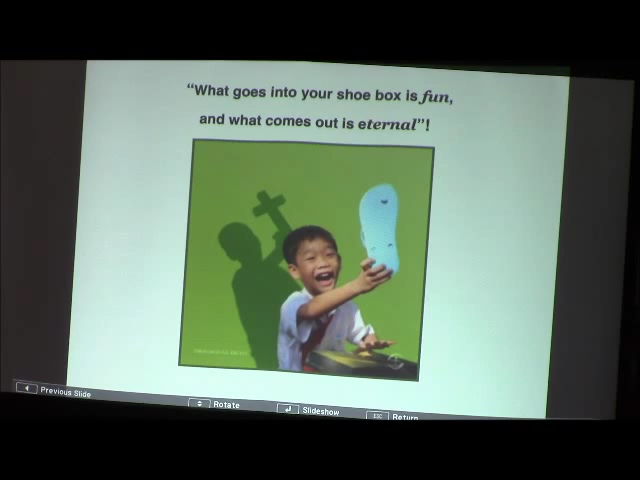 “What goes into your shoe box is fun,
and what comes out is eternal”!
Previous Slide
Rotate
Slideshow
ESC Return